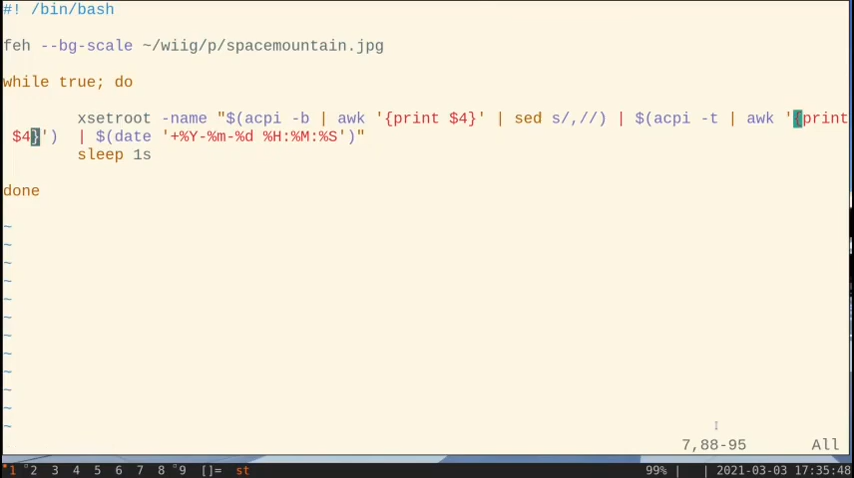 #! /bin/bash
feh --bg-scale ~/wiig/p/spacemountain.jpg
while true; do
xsetroot -name "$(acpi -b | awk '{print $4}' | sed s/,//) | $(acpi -t | awk '{print
$4}')  | $(date '+%Y-%m-%d %H:%M:%S')"
sleep 1s
done
~
~
~
~
~
~
~
~
~
~
~
~
7,88-95 All
1 2 3 4 5 6 7 8 9 []= st 99% |  | 2021-03-03 17:35:48